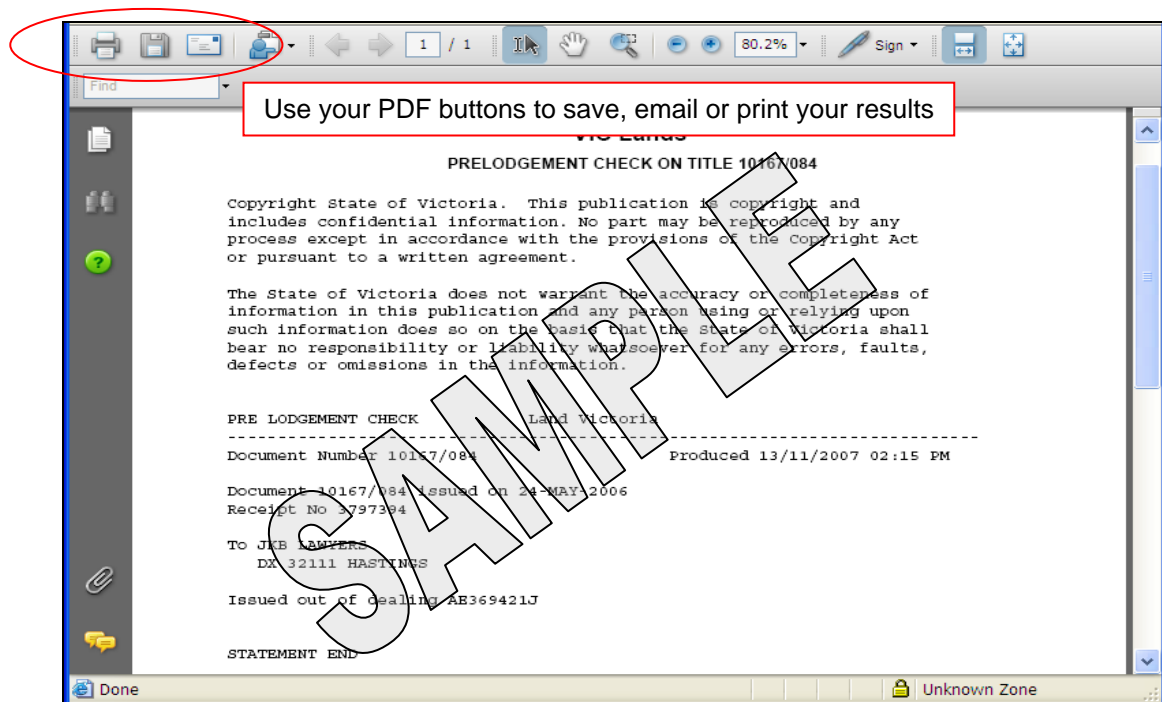 1 / 1
80.2%
Sign
Find
Use your PDF buttons to save, email or print your results
VIC Lands
PRELODGEMENT CHECK ON TITLE 10167/084
Copyright State of Victoria. This publication is copyright and
includes confidential information. No part may be reproduced by any
process except in accordance with the provisions of the Copyright Act
or pursuant to a written agreement.
The State of Victoria does not warrant the accuracy or completeness of
information in this publication and any person using or relying upon
such information does so on the basis that the State of Victoria shall
bear no responsibility or liability whatsoever for any errors, faults,
defects or omissions in the information.
PRE LODGEMENT CHECK Land Victoria
Document Number 10167/084 Produced 13/11/2007 02:15 PM
Document 10167/084 issued on 24-MAY-2006
Receipt No 3797394
To JKB LAWYERS
DX 32111 HASTINGS
Issued out of dealing AE369421J
STATEMENT END
SAMPLE
Done
Unknown Zone